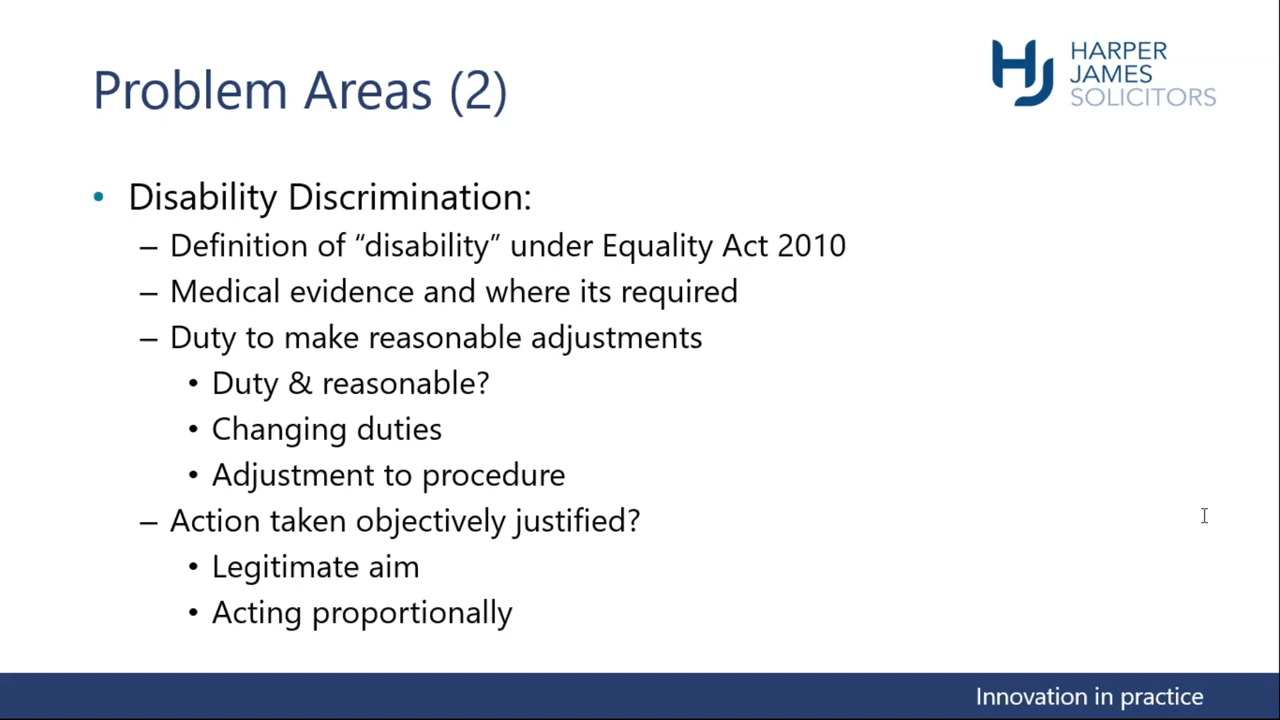 Problem Areas (2)
HARPER
JAMES
SOLICITORS
• Disability Discrimination:
– Definition of “disability” under Equality Act 2010
– Medical evidence and where its required
– Duty to make reasonable adjustments
• Duty & reasonable?
• Changing duties
• Adjustment to procedure
– Action taken objectively justified?
• Legitimate aim
• Acting proportionally
Innovation in practice